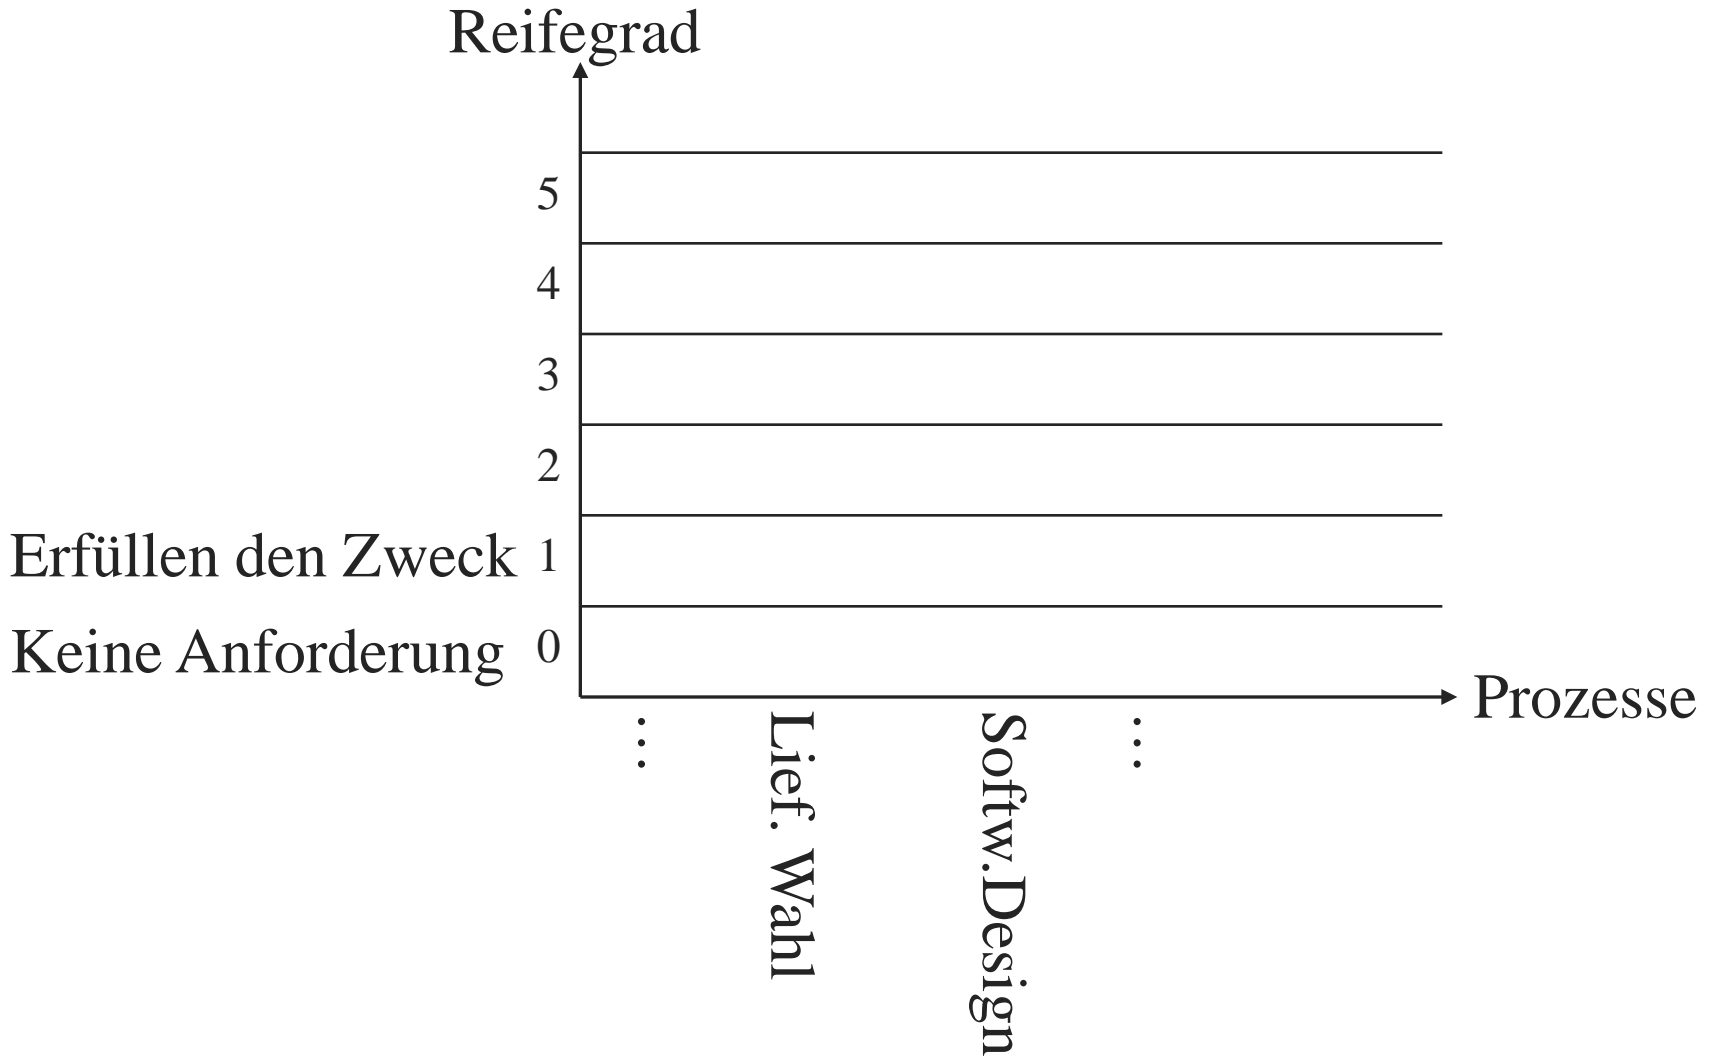 Reifegrad
5
4
3
2
Erfüllen den Zweck 1
Keine Anforderung 0
Prozesse
...
Lief. Wahl
Softw.Design
...